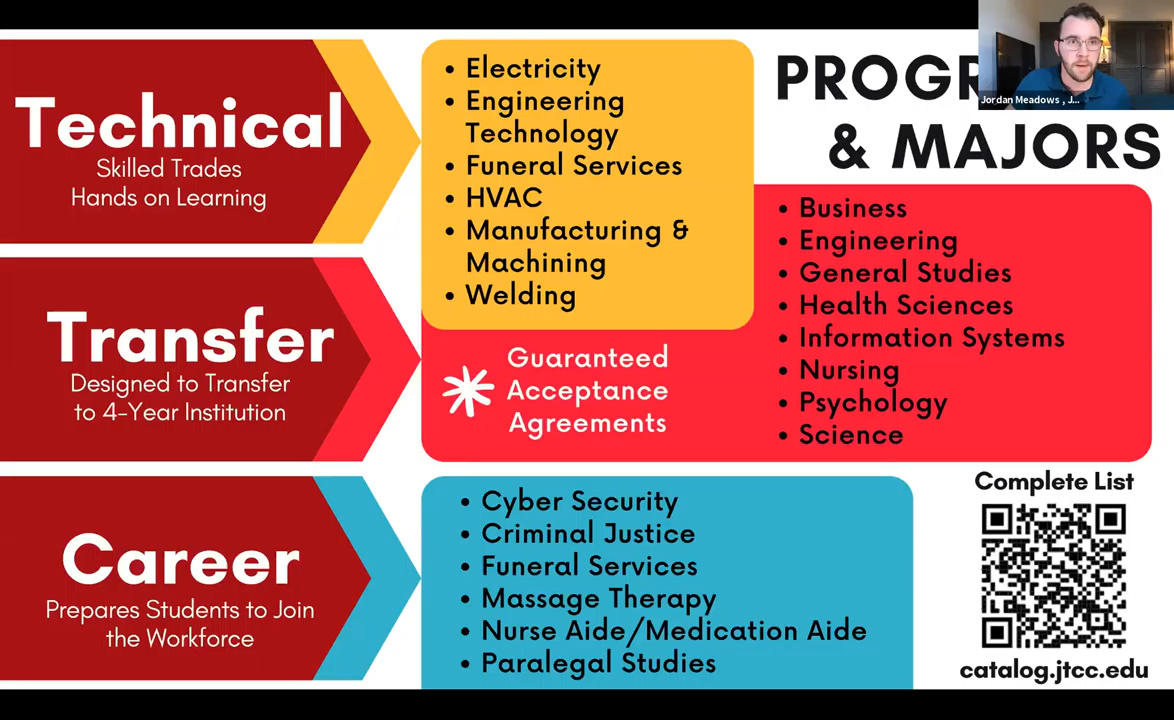 Technical
Skilled Trades
Hands on Learning
• Electricity
• Engineering
Technology
• Funeral Services
• HVAC
• Manufacturing &
Machining
• Welding
& MAJORS
Jordan Meadows , J...
Transfer
Designed to Transfer
to 4-Year Institution
Guaranteed
Acceptance
Agreements
• Business
• Engineering
• General Studies
• Health Sciences
• Information Systems
• Nursing
• Psychology
• Science
Career
Prepares Students to Join
the Workforce
• Cyber Security
• Criminal Justice
• Funeral Services
• Massage Therapy
• Nurse Aide/Medication Aide
• Paralegal Studies
Complete List
catalog.jtcc.edu